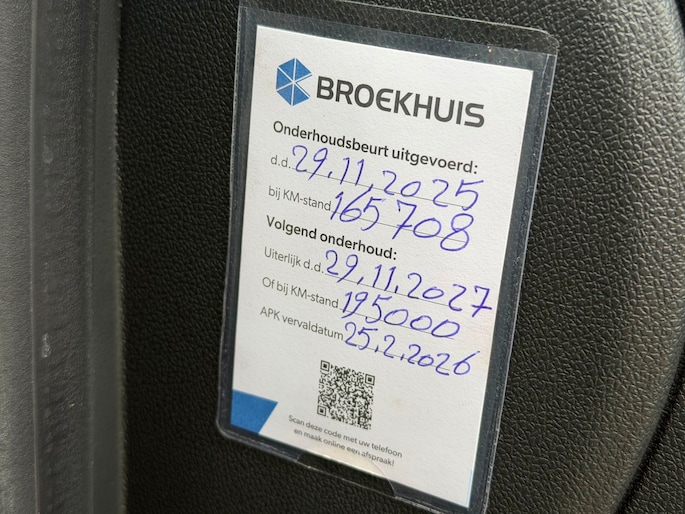 BROEKHUIS
Onderhoudsbeurt uitgevoerd:
d.d. 29.11.2025
bij KM-stand 165708
Volgend onderhoud:
Uiterlijk d.d. 29.11.2027
Of bij KM-stand 195000
APK vervaldatum 25.2.2026
Scan deze code met uw telefoon
en maak online een afspraak!